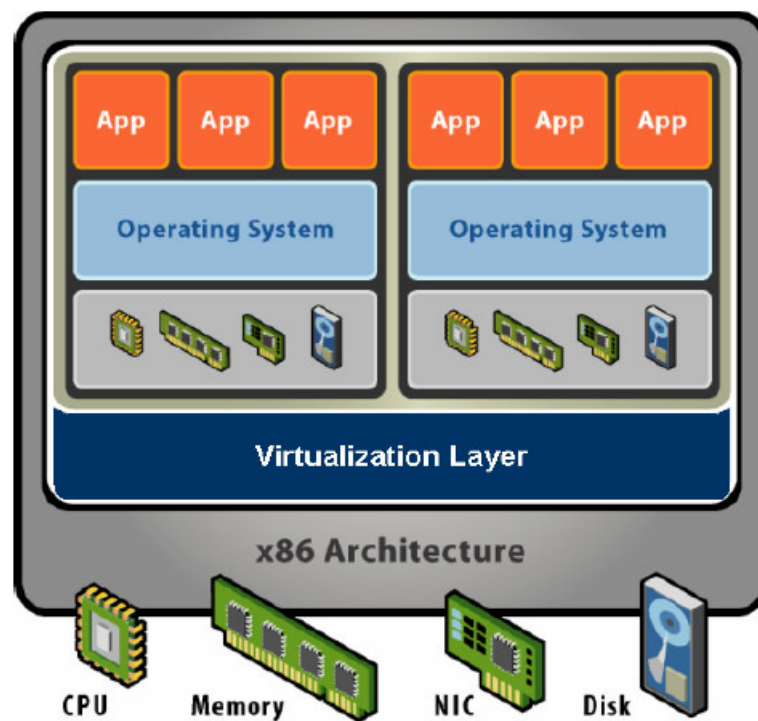 App App App App App App
Operating System Operating System
Virtualization Layer
x86 Architecture
CPU Memory NIC Disk